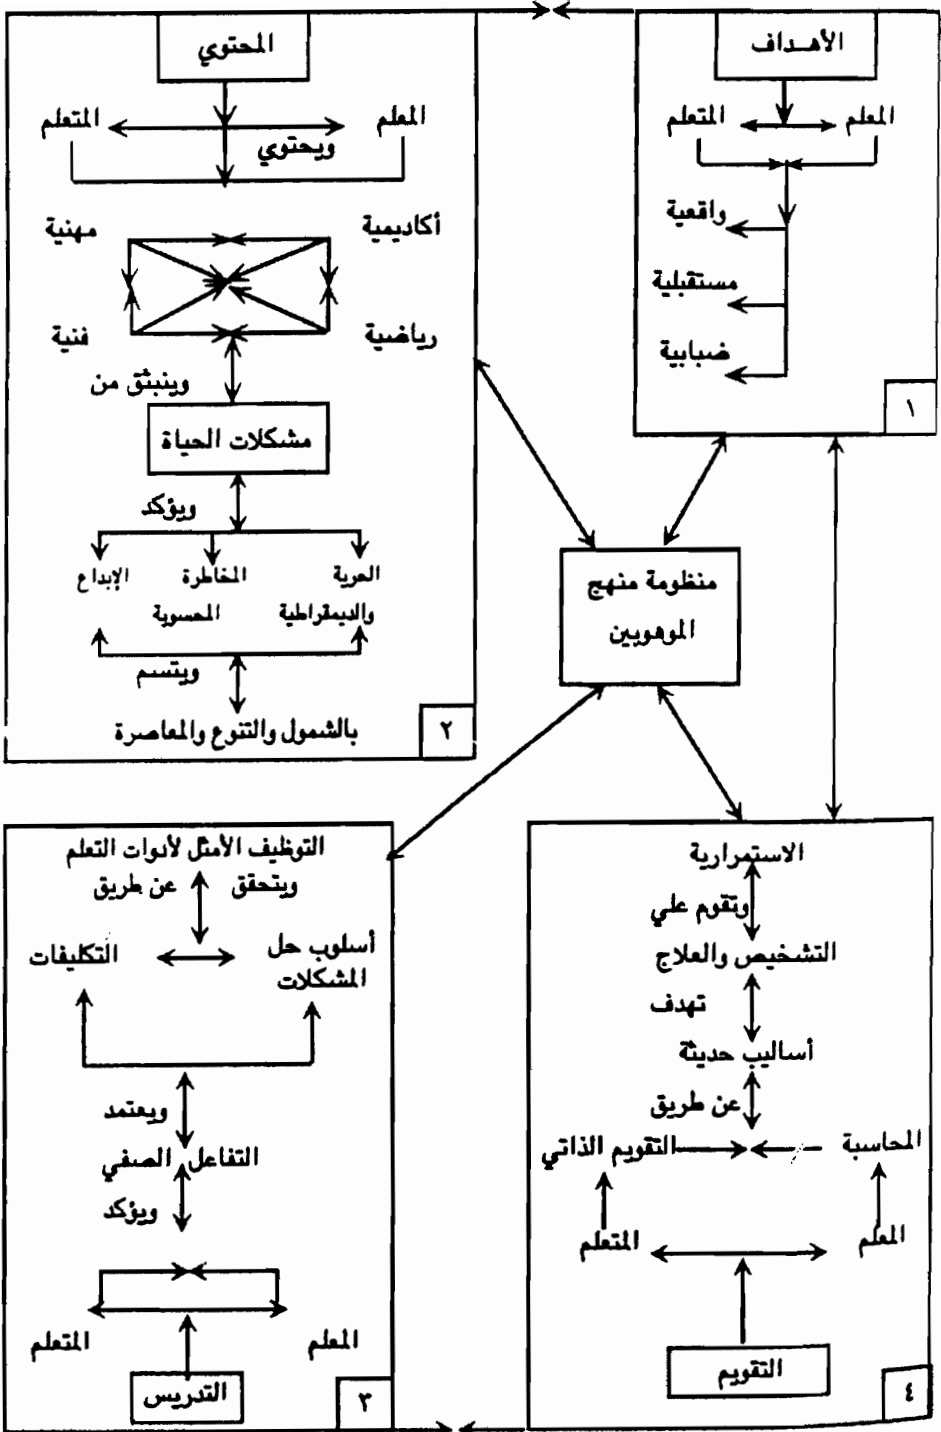 الأهداف
المعلم
المتعلم
واقعية
مستقبلية
ضبابية
١
المحتوي
المعلم
المتعلم
ويحتوي
أكاديمية
مهنية
رياضية
فنية
وينبثق من
مشكلات الحياة
ويؤكد
الحرية
المخاطرة
الإبداع
والديمقراطية
المحسوبة
ويتسم
بالشمول والتنوع والمعاصرة
٢
منظومة منهج
الموهوبين
التوظيف الأمثل لأدوات التعلم
ويتحقق عن طريق
أسلوب حل
المشكلات
التكليفات
ويعتمد
التفاعل الصفي
ويؤكد
المعلم
المتعلم
التدريس
٣
الاستمرارية
وتقوم علي
التشخيص والعلاج
تهدف
أساليب حديثة
عن طريق
المحاسبة
التقويم الذاتي
المعلم
المتعلم
التقويم
٤